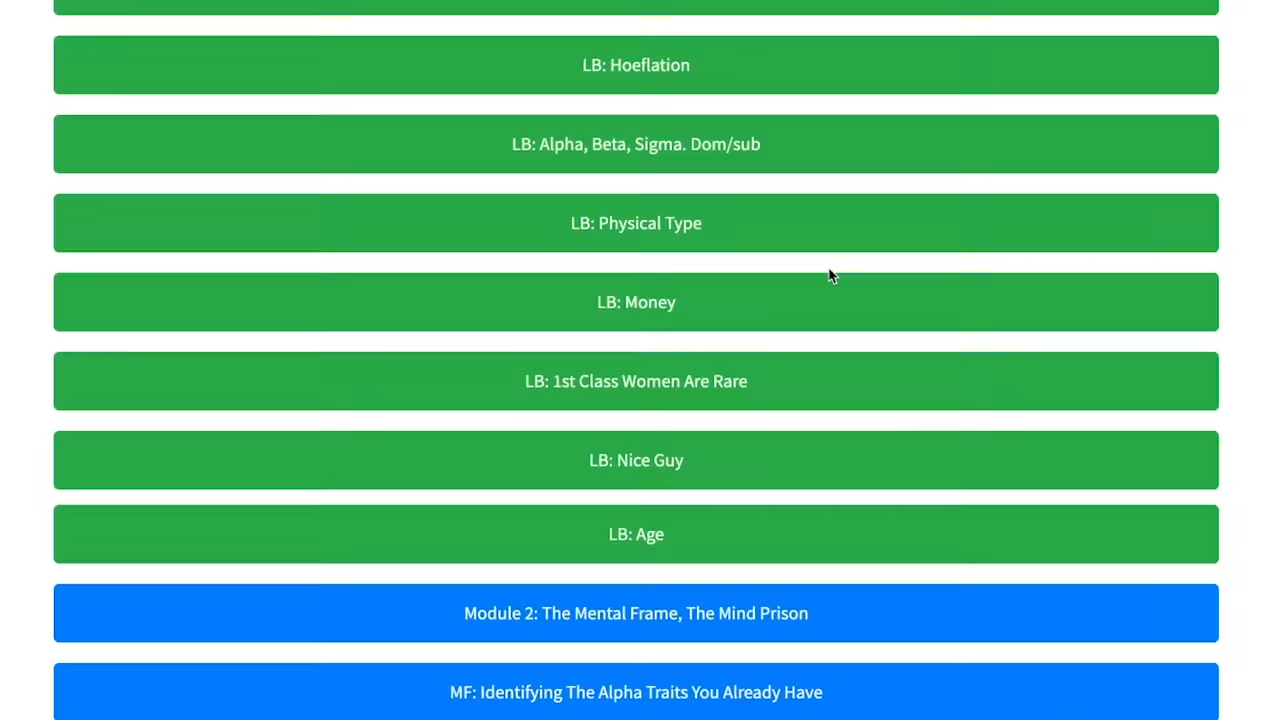 LB: Hoeflation
LB: Alpha, Beta, Sigma. Dom/sub
LB: Physical Type
LB: Money
LB: 1st Class Women Are Rare
LB: Nice Guy
LB: Age
Module 2: The Mental Frame, The Mind Prison
MF: Identifying The Alpha Traits You Already Have